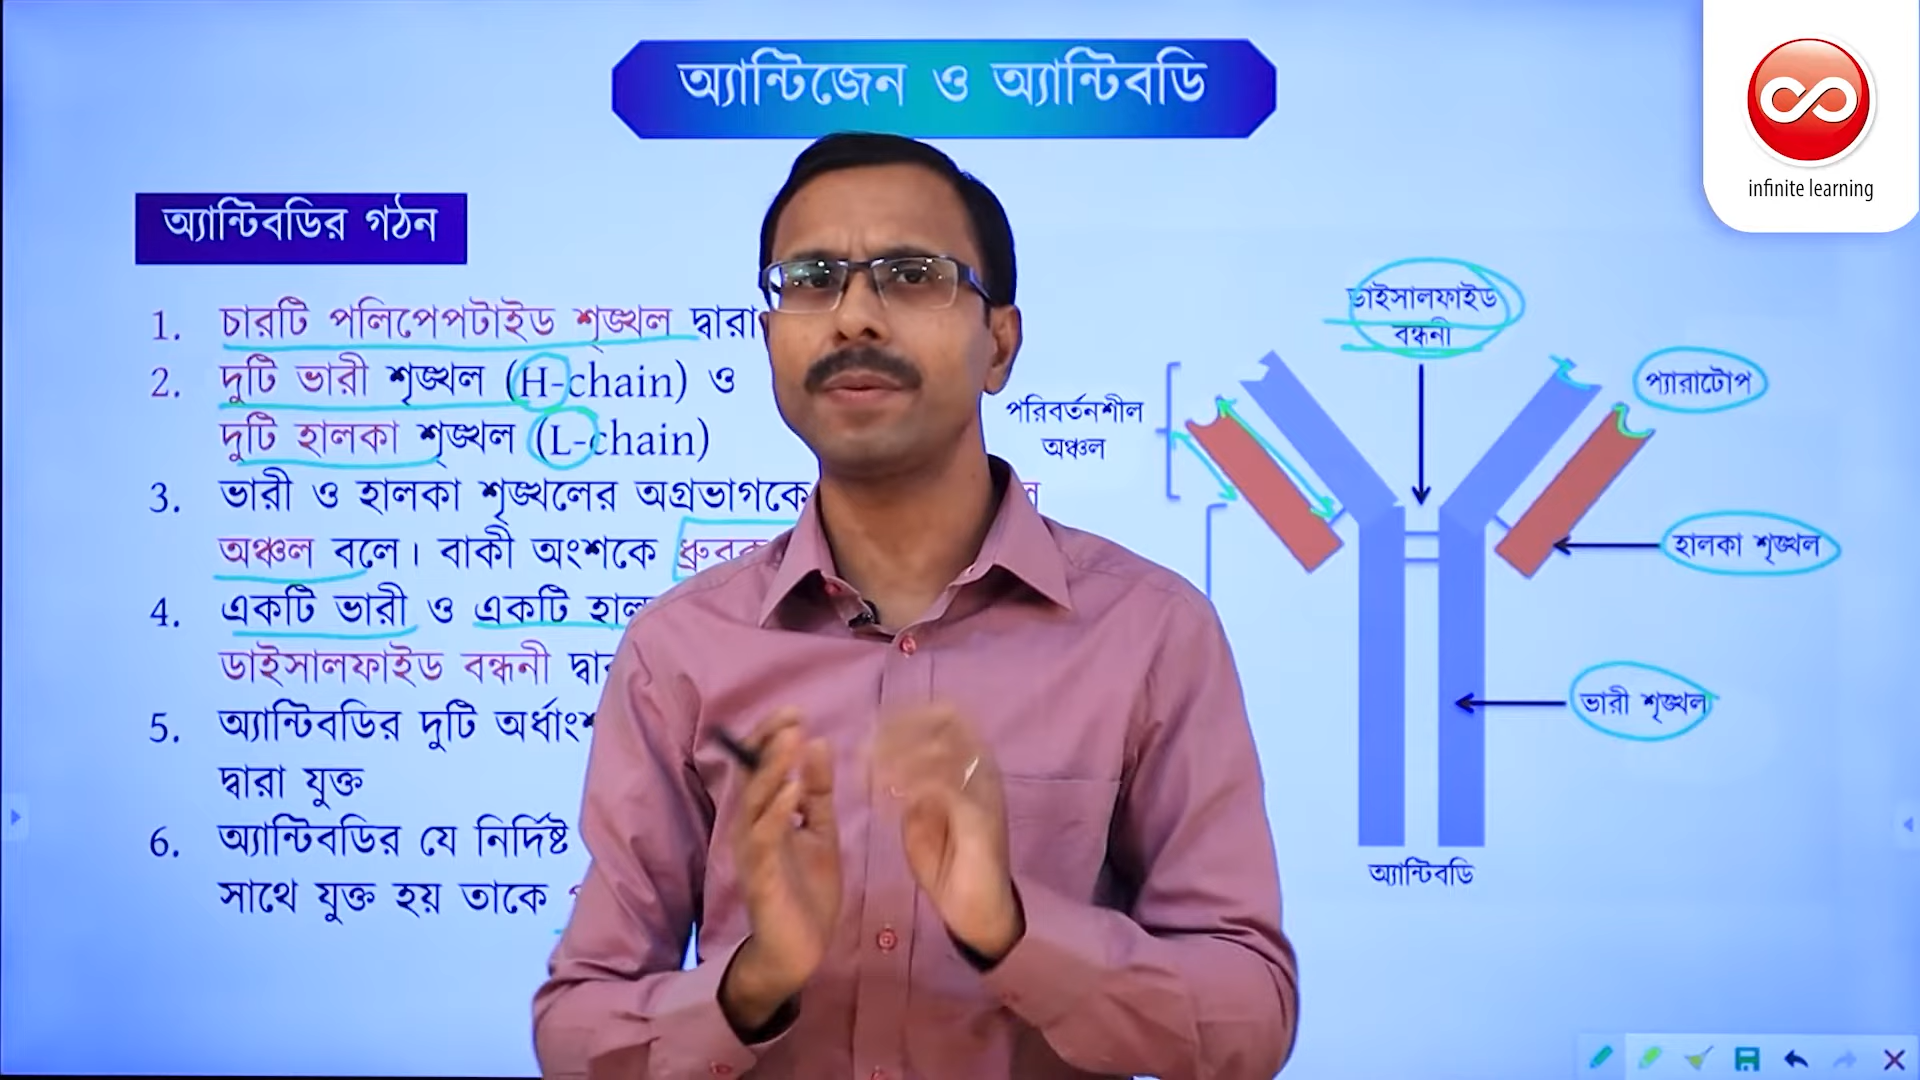 অ্যান্টিজেন ও অ্যান্টিবডি
infinite learning
অ্যান্টিবডির গঠন
1. চারটি পলিপেপটাইড শৃঙ্খল দ্বারা
2. দুটি ভারী শৃঙ্খল (H-chain) ও
দুটি হালকা শৃঙ্খল (L-chain)
3. ভারী ও হালকা শৃঙ্খলের অগ্রভাগকে
অঞ্চল বলে। বাকী অংশকে
4. একটি ভারী ও একটি
ডাইসালফাইড বন্ধনী
5. অ্যান্টিবডির দুটি
দ্বারা যুক্ত
6. অ্যান্টিবডির যে নির্দিষ্ট
সাথে যুক্ত হয় তাকে
ডাইসালফাইড
বন্ধনী
প্যারাটোপ
পরিবর্তনশীল
অঞ্চল
হালকা শৃঙ্খল
ভারী শৃঙ্খল
অ্যান্টিবডি